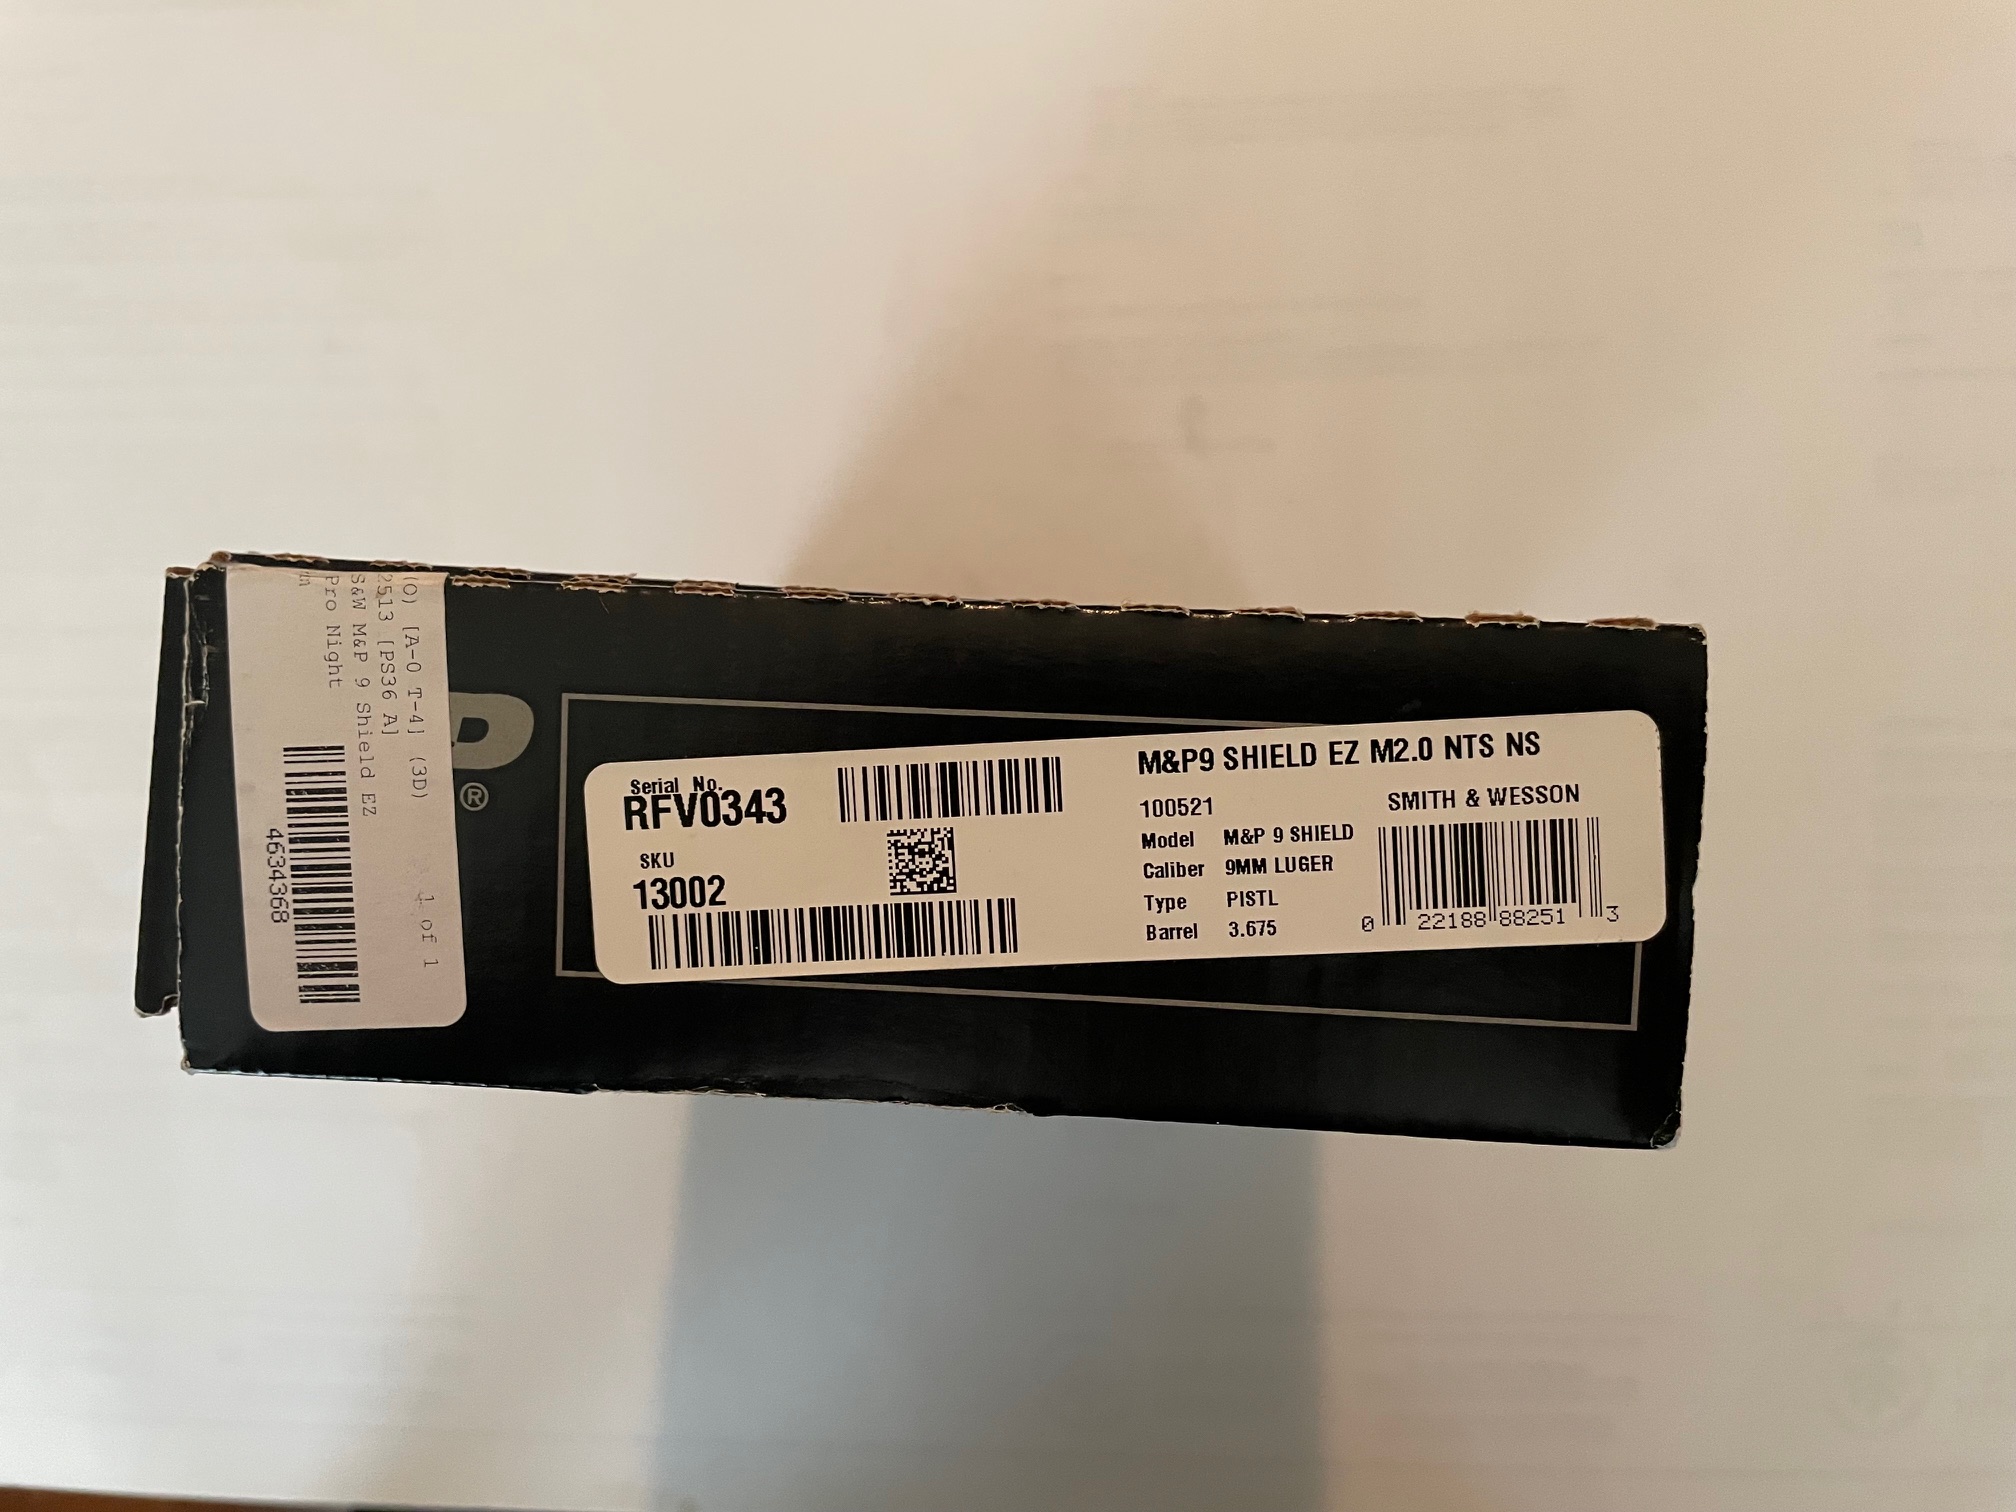 (O) [A-0 T-4] (3D)
2513 [PS36 A]
S&W M&P 9 Shield EZ
Pro Night
m
1 of 1
4634368
P
®
Serial No.
RFV0343
SKU
13002
M&P9 SHIELD EZ M2.0 NTS NS
100521
SMITH & WESSON
Model M&P 9 SHIELD
Caliber 9MM LUGER
Type PISTL
Barrel 3.675
0 22188 88251 3